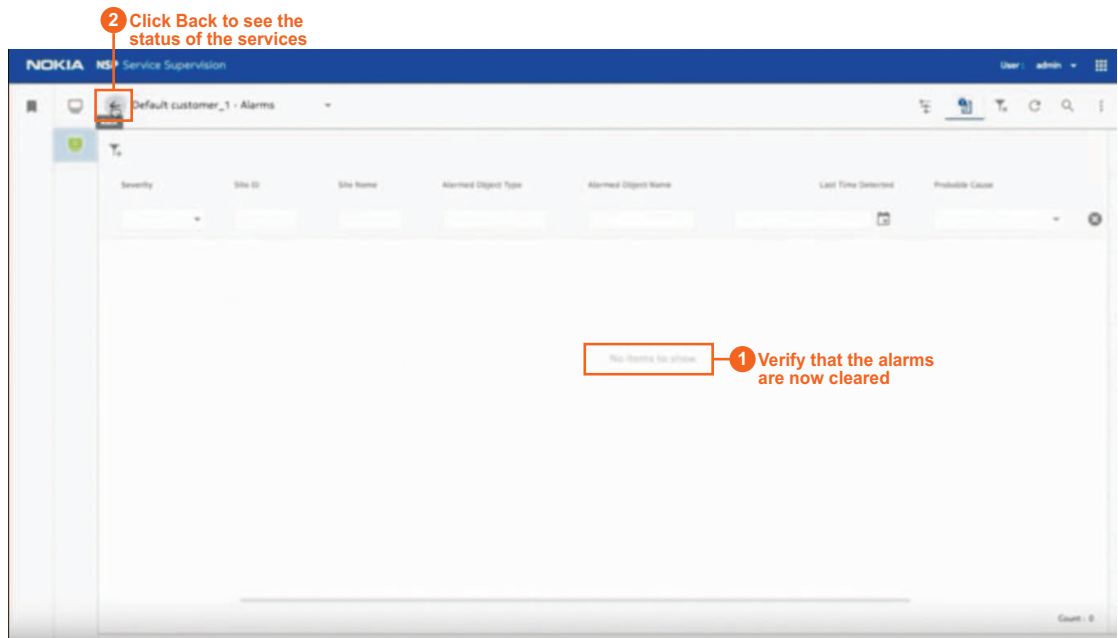 2 Click Back to see the
status of the services
NOKIA NSP Service Supervision
User: admin
Default customer_1 - Alarms
Severity Site ID Site Name Alarmed Object Type Alarmed Object Name Last Time Detected Probable Cause
No items to show
1 Verify that the alarms
are now cleared
Count : 0